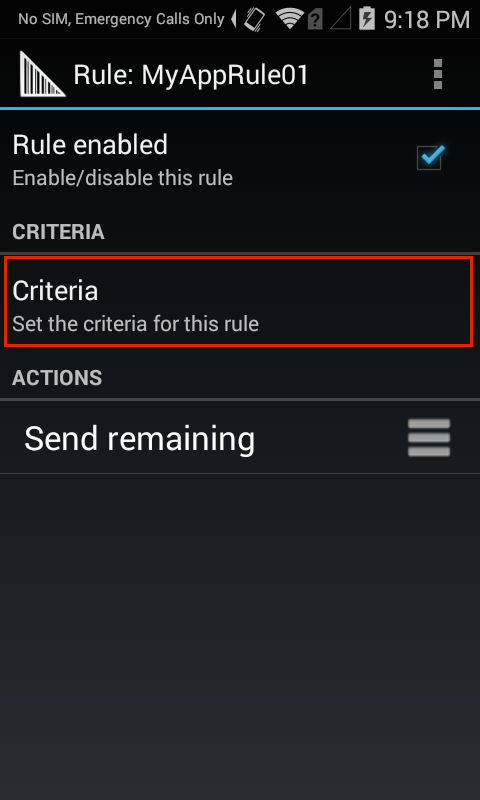 No SIM, Emergency Calls Only
9:18 PM
Rule: MyAppRule01
Rule enabled
Enable/disable this rule
CRITERIA
Criteria
Set the criteria for this rule
ACTIONS
Send remaining